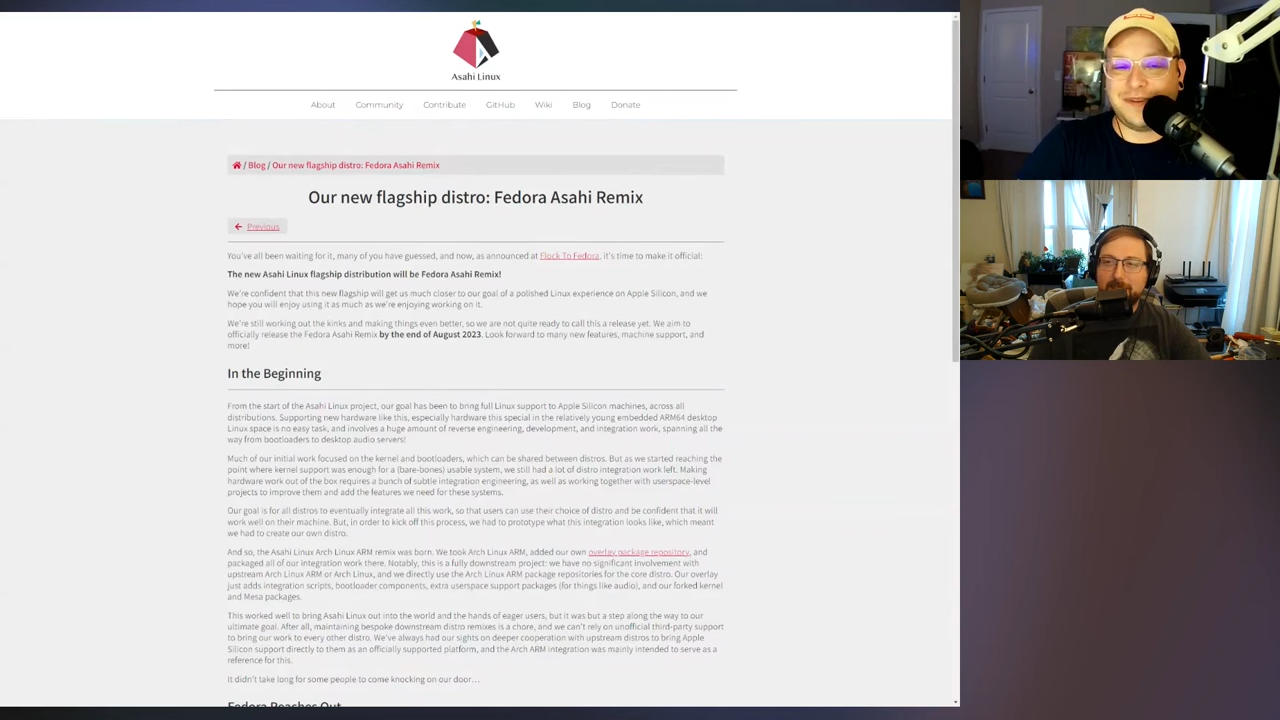 Asahi Linux
About Community Contribute GitHub Wiki Blog Donate
/ Blog / Our new flagship distro: Fedora Asahi Remix
Our new flagship distro: Fedora Asahi Remix
Previous
You've all been waiting for it, many of you have guessed, and now, as announced at Flock To Fedora, it's time to make it official:
The new Asahi Linux flagship distribution will be Fedora Asahi Remix!
We're confident that this new flagship will get us much closer to our goal of a polished Linux experience on Apple Silicon, and we
hope you will enjoy using it as much as we're enjoying working on it.
We're still working out the kinks and making things even better, so we are not quite ready to call this a release yet. We aim to
officially release the Fedora Asahi Remix by the end of August 2023. Look forward to many new features, machine support, and
more!
In the Beginning
From the start of the Asahi Linux project, our goal has been to bring full Linux support to Apple Silicon machines, across all
distributions. Supporting new hardware like this, especially hardware this special in the relatively young embedded ARM64 desktop
Linux space is no easy task, and involves a huge amount of reverse engineering, development, and integration work, spanning all the
way from bootloaders to desktop audio servers!
Much of our initial work focused on the kernel and bootloaders, which can be shared between distros. But as we started reaching the
point where kernel support was enough for a (bare-bones) usable system, we still had a lot of distro integration work left. Making
hardware work out of the box requires a bunch of subtle integration engineering, as well as working together with userspace-level
projects to improve them and add the features we need for these systems.
Our goal is for all distros to eventually integrate all this work, so that users can use their choice of distro and be confident that it will
work well on their machine. But, in order to kick off this process, we had to prototype what this integration looks like, which meant
we had to create our own distro.
And so, the Asahi Linux Arch Linux ARM remix was born. We took Arch Linux ARM, added our own overlay package repository, and
packaged all of our integration work there. Notably, this is a fully downstream project: we have no significant involvement with
upstream Arch Linux ARM or Arch Linux, and we directly use the Arch Linux ARM package repositories for the core distro. Our overlay
just adds integration scripts, bootloader components, extra userspace support packages (for things like audio), and our forked kernel
and Mesa packages.
This worked well to bring Asahi Linux out into the world and the hands of eager users, but it was but a step along the way to our
ultimate goal. After all, maintaining bespoke downstream distro remixes is a chore, and we can't rely on unofficial third-party support
to bring our work to every other distro. We've always had our sights on deeper cooperation with upstream distros to bring Apple
Silicon support directly to them as an officially supported platform, and the Arch ARM integration was mainly intended to serve as a
reference for this.
It didn't take long for some people to come knocking on our door…
Fedora Reaches Out